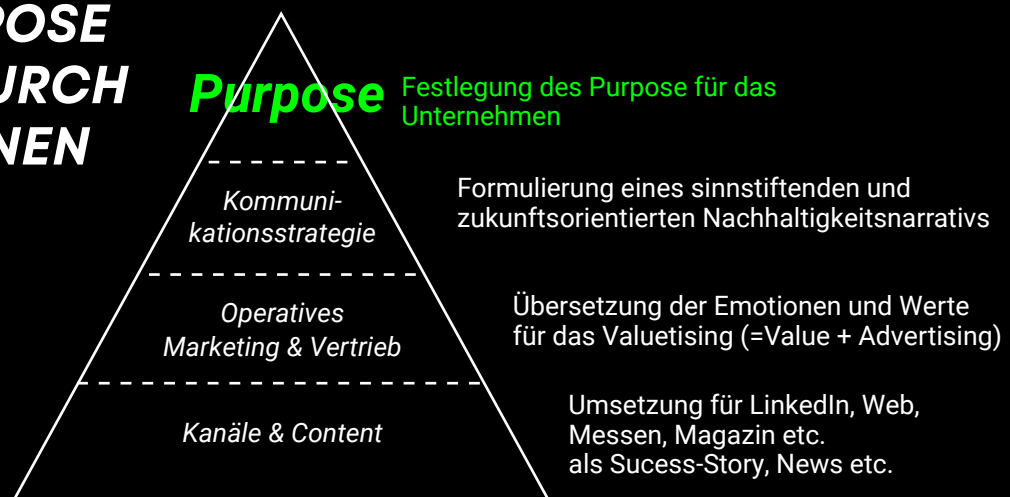 POSE
URCH
NEN
Purpose
Festlegung des Purpose für das
Unternehmen
Kommuni-
kationsstrategie
Formulierung eines sinnstiftenden und
zukunftsorientierten Nachhaltigkeitsnarrativs
Operatives
Marketing & Vertrieb
Übersetzung der Emotionen und Werte
für das Valuetising (=Value + Advertising)
Kanäle & Content
Umsetzung für LinkedIn, Web,
Messen, Magazin etc.
als Sucess-Story, News etc.